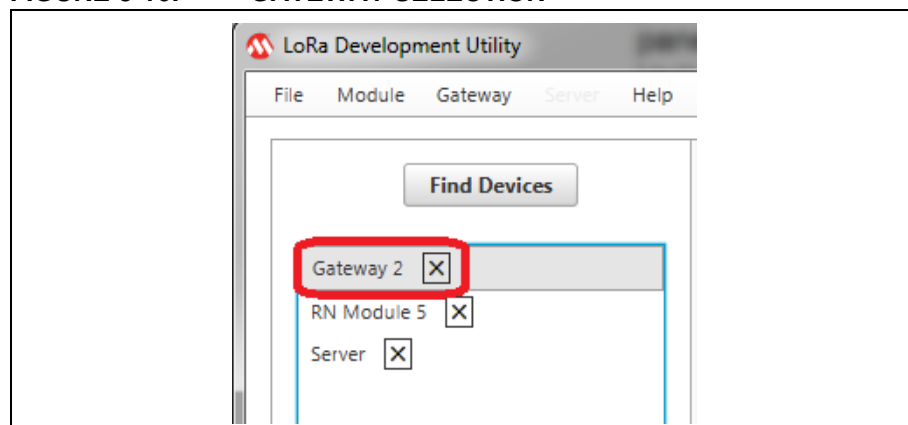 LoRa Development Utility
File Module Gateway Server Help
Find Devices
Gateway 2
RN Module 5
Server